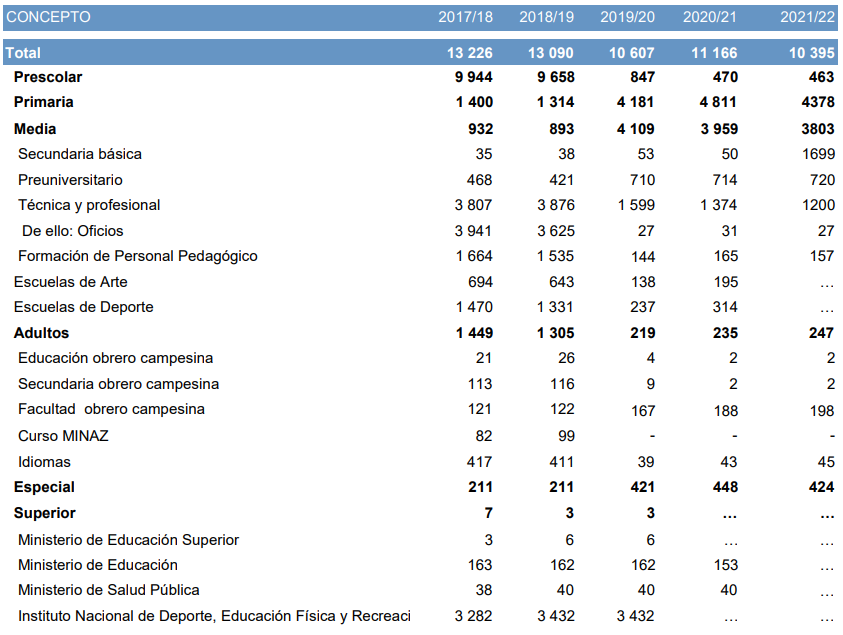 CONCEPTO 2017/18 2018/19 2019/20 2020/21 2021/22
Total 13 226 13 090 10 607 11 166 10 395
Prescolar 9 944 9 658 847 470 463
Primaria 1 400 1 314 4 181 4 811 4378
Media 932 893 4 109 3 959 3803
Secundaria básica 35 38 53 50 1699
Preuniversitario 468 421 710 714 720
Técnica y profesional 3 807 3 876 1 599 1 374 1200
De ello: Oficios 3 941 3 625 27 31 27
Formación de Personal Pedagógico 1 664 1 535 144 165 157
Escuelas de Arte 694 643 138 195 …
Escuelas de Deporte 1 470 1 331 237 314 …
Adultos 1 449 1 305 219 235 247
Educación obrero campesina 21 26 4 2 2
Secundaria obrero campesina 113 116 9 2 2
Facultad obrero campesina 121 122 167 188 198
Curso MINAZ 82 99 - - -
Idiomas 417 411 39 43 45
Especial 211 211 421 448 424
Superior 7 3 3 … …
Ministerio de Educación Superior 3 6 6 … …
Ministerio de Educación 163 162 162 153 …
Ministerio de Salud Pública 38 40 40 40 …
Instituto Nacional de Deporte, Educación Física y Recreaci 3 282 3 432 3 432 … …